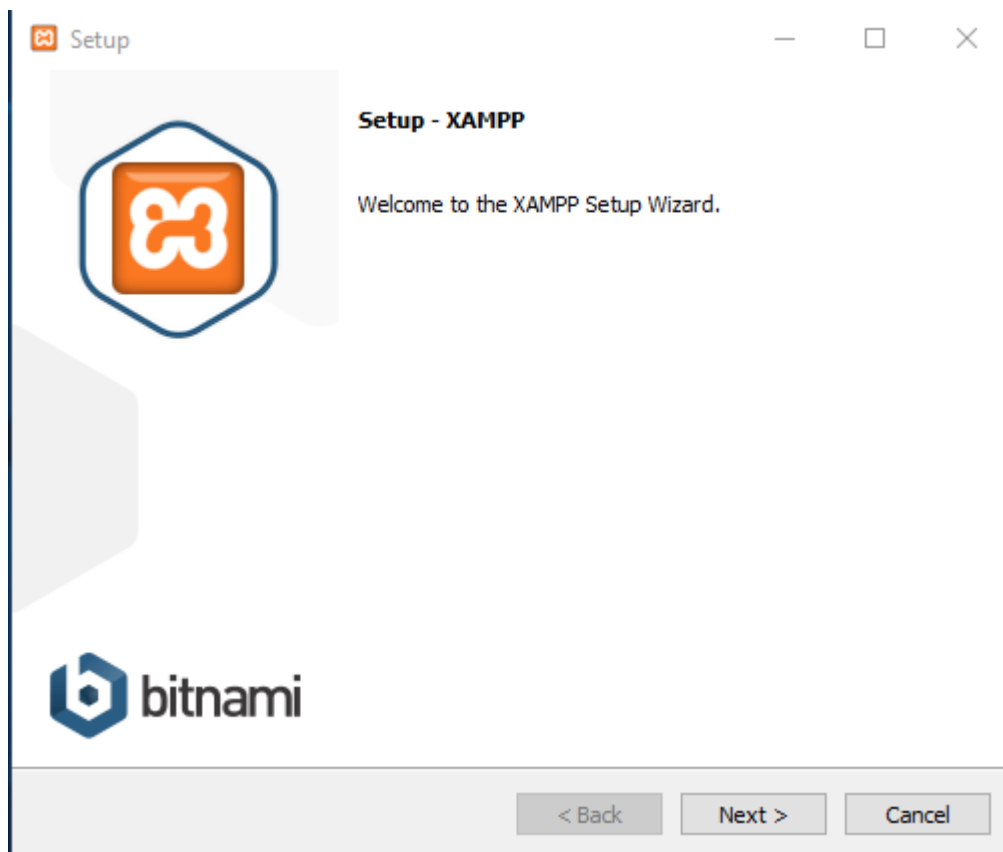 Setup
Setup - XAMPP
Welcome to the XAMPP Setup Wizard.
bitnami
< Back
Next >
Cancel